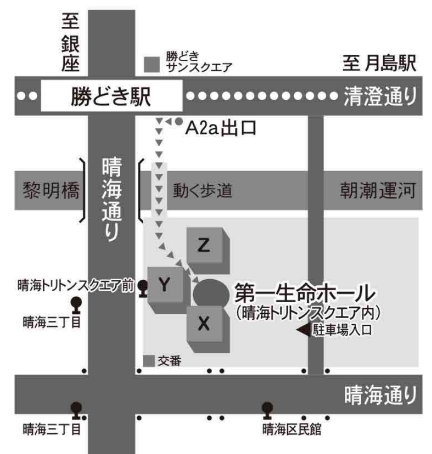 至銀座
勝どき
サンスクエア
至 月島駅
勝どき駅
清澄通り
A2a出口
黎明橋
晴海通り
動く歩道
朝潮運河
Z
晴海トリトンスクエア前
Y
第一生命ホール
(晴海トリトンスクエア内)
晴海三丁目
X
駐車場入口
交番
晴海通り
晴海三丁目
晴海区民館